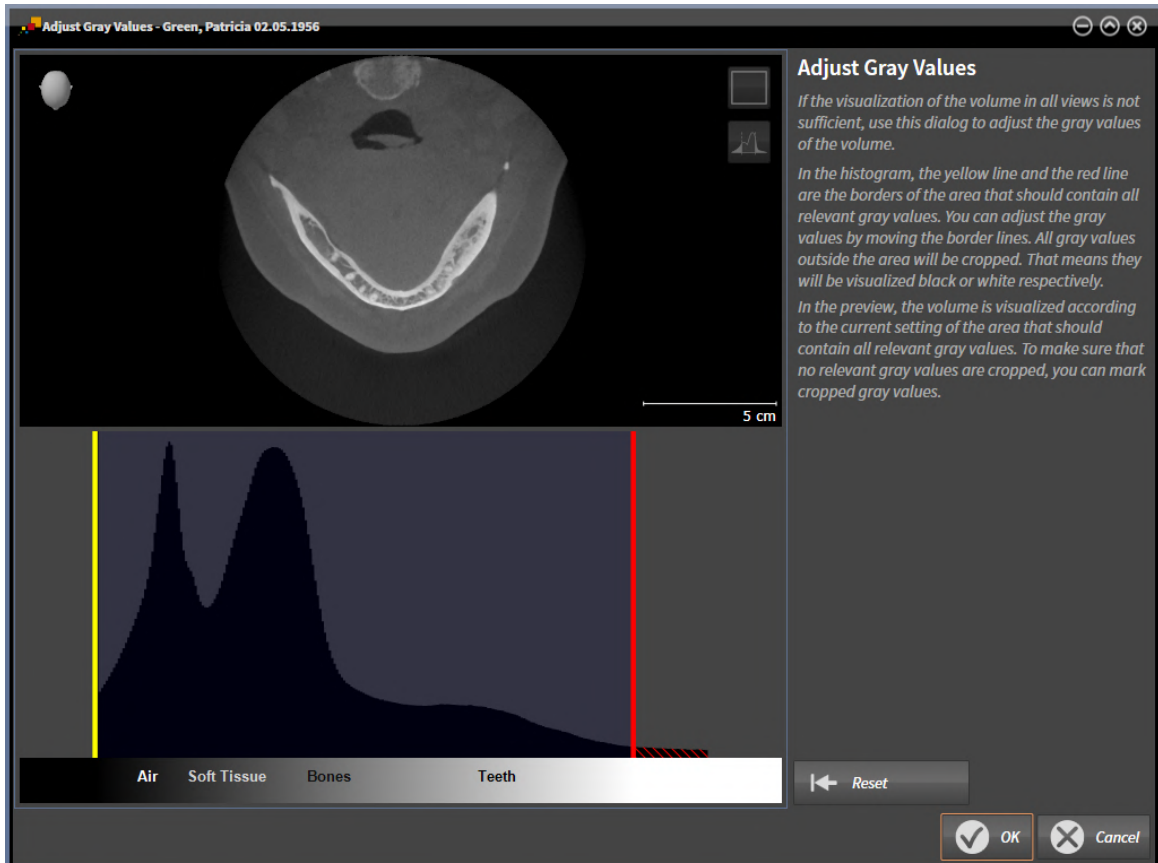 Adjust Gray Values - Green, Patricia 02.05.1956
Adjust Gray Values
If the visualization of the volume in all views is not
sufficient, use this dialog to adjust the gray values
of the volume.
In the histogram, the yellow line and the red line
are the borders of the area that should contain all
relevant gray values. You can adjust the gray
values by moving the border lines. All gray values
outside the area will be cropped. That means they
will be visualized black or white respectively.
In the preview, the volume is visualized according
to the current setting of the area that should
contain all relevant gray values. To make sure that
no relevant gray values are cropped, you can mark
cropped gray values.
5 cm
Air Soft Tissue Bones Teeth
Reset
OK Cancel